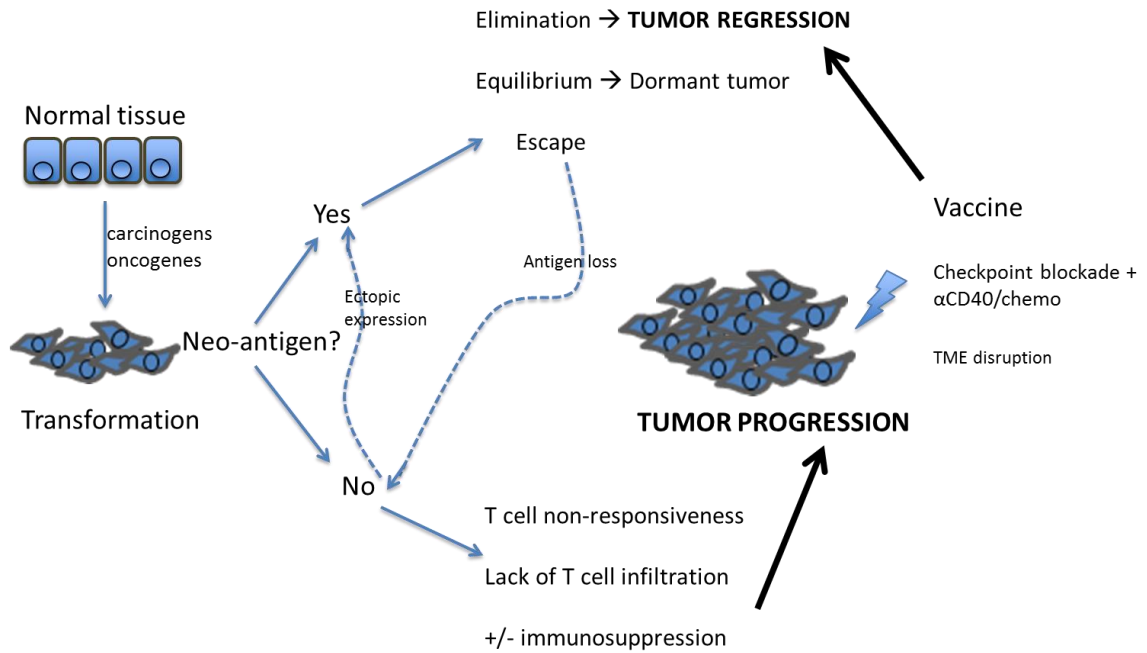 Elimination → TUMOR REGRESSION
Equilibrium → Dormant tumor
Escape
Normal tissue
carcinogens
oncogenes
Yes
Vaccine
Antigen loss
Checkpoint blockade +
αCD40/chemo
Ectopic
expression
Neo-antigen?
TME disruption
Transformation
TUMOR PROGRESSION
No
T cell non-responsiveness
Lack of T cell infiltration
+/- immunosuppression